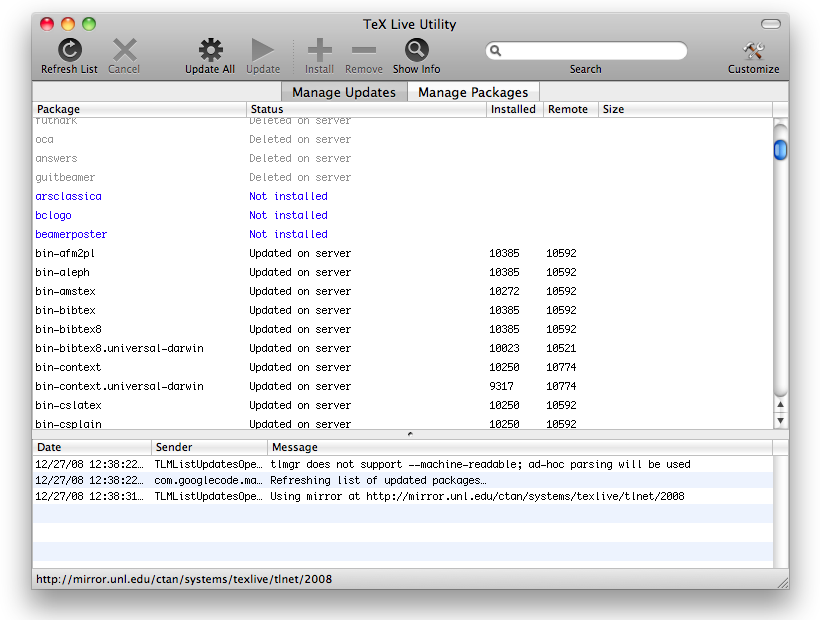 TeX Live Utility
Refresh List Cancel Update All Update Install Remove Show Info Search Customize
Manage Updates Manage Packages
Package Status Installed Remote Size
futhark Deleted on server
oca Deleted on server
answers Deleted on server
guitbeamer Deleted on server
arsclassica Not installed
bclogo Not installed
beamerposter Not installed
bin-afm2pl Updated on server 10385 10592
bin-aleph Updated on server 10385 10592
bin-amstex Updated on server 10272 10592
bin-bibtex Updated on server 10385 10592
bin-bibtex8 Updated on server 10385 10592
bin-bibtex8.universal-darwin Updated on server 10023 10521
bin-context Updated on server 10250 10774
bin-context.universal-darwin Updated on server 9317 10774
bin-cslatex Updated on server 10250 10592
bin-csplain Updated on server 10250 10592
Date Sender Message
12/27/08 12:38:22… TLMListUpdatesOpe… tlmgr does not support --machine-readable; ad-hoc parsing will be used
12/27/08 12:38:22… com.googlecode.ma… Refreshing list of updated packages…
12/27/08 12:38:31… TLMListUpdatesOpe… Using mirror at http://mirror.unl.edu/ctan/systems/texlive/tlnet/2008
http://mirror.unl.edu/ctan/systems/texlive/tlnet/2008